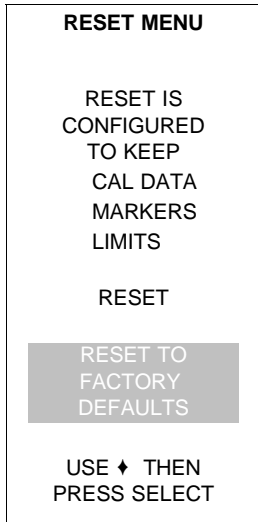 RESET MENU
RESET IS
CONFIGURED
TO KEEP
CAL DATA
MARKERS
LIMITS
RESET
RESET TO
FACTORY
DEFAULTS
USE ♦ THEN
PRESS SELECT